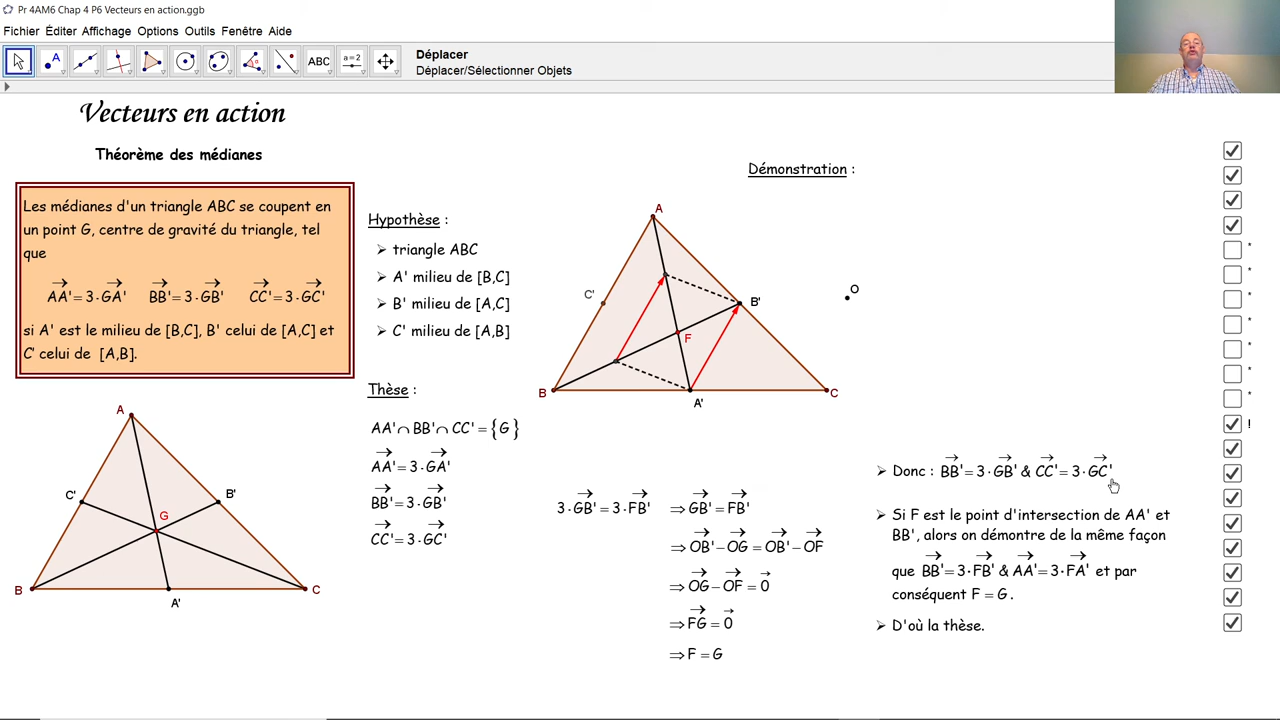 Pr 4AM6 Chap 4 P6 Vecteurs en action.ggb
Fichier Éditer Affichage Options Outils Fenêtre Aide
A
ABC
a=2
Déplacer
Déplacer/Sélectionner Objets
Vecteurs en action
Théorème des médianes
Les médianes d'un triangle ABC se coupent en
un point G, centre de gravité du triangle, tel
que
AA'=3·GA' BB'=3·GB' CC'=3·GC'
si A' est le milieu de [B,C], B' celui de [A,C] et
C' celui de [A,B].
A
C'
B'
G
B
A'
C
Hypothèse :
➢ triangle ABC
➢ A' milieu de [B,C]
➢ B' milieu de [A,C]
➢ C' milieu de [A,B]
Thèse :
AA'∩BB'∩CC'={G}
AA'=3·GA'
BB'=3·GB'
CC'=3·GC'
Démonstration :
A
C'
B'
O
F
B
A'
C
3·GB'=3·FB' ⇒GB'=FB'
⇒OB'−OG=OB'−OF
⇒OG−OF=0
⇒FG=0
⇒F=G
➢ Donc : BB'=3·GB' & CC'=3·GC'
➢ Si F est le point d'intersection de AA' et
BB', alors on démontre de la même façon
que BB'=3·FB' & AA'=3·FA' et par
conséquent F=G.
➢ D'où la thèse.
*
*
*
*
!